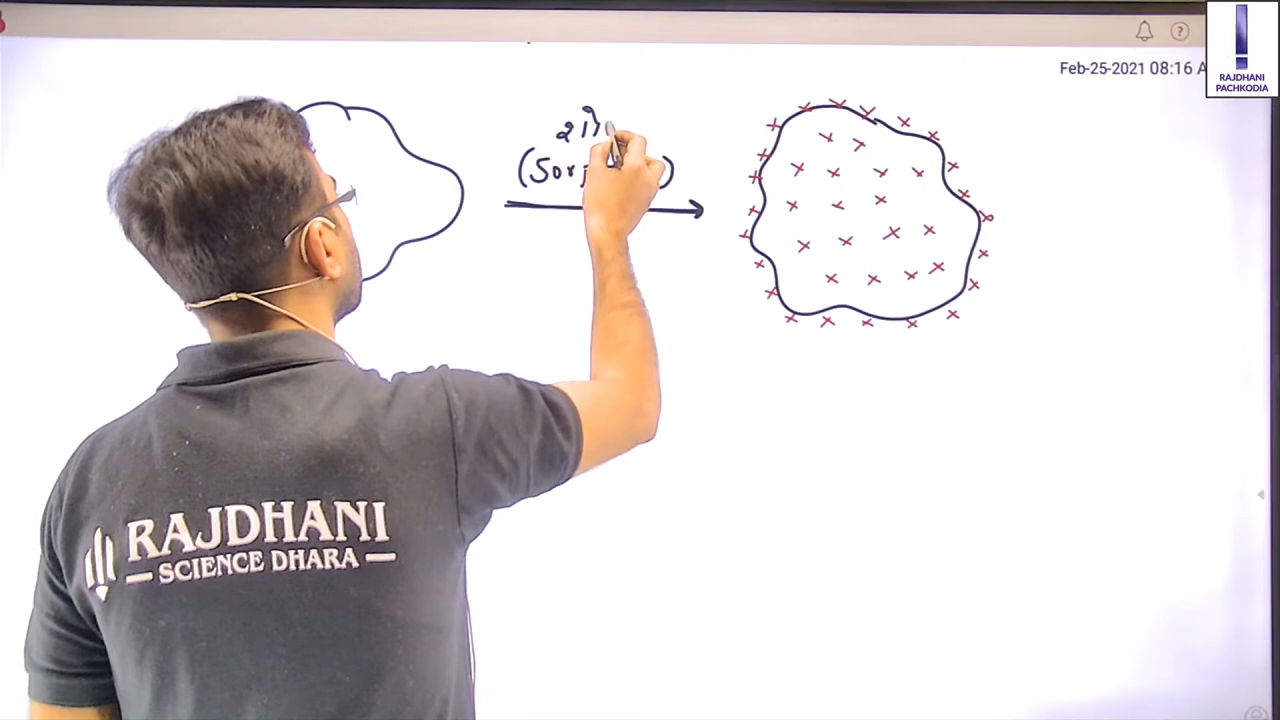 Feb-25-2021 08:16 A
RAJDHANI
PACHKODIA
RAJDHANI
SCIENCE DHARA